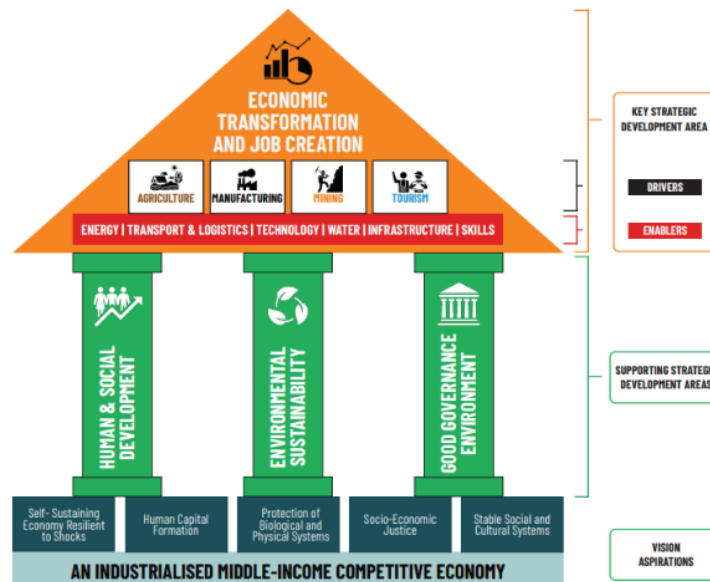 ECONOMIC
TRANSFORMATION
AND JOB CREATION
AGRICULTURE
MANUFACTURING
MINING
TOURISM
ENERGY | TRANSPORT & LOGISTICS | TECHNOLOGY | WATER | INFRASTRUCTURE | SKILLS
KEY STRATEGIC
DEVELOPMENT AREA
DRIVERS
ENABLERS
HUMAN & SOCIAL
DEVELOPMENT
ENVIRONMENTAL
SUSTAINABILITY
GOOD GOVERNANCE
ENVIRONMENT
SUPPORTING STRATEGIC
DEVELOPMENT AREAS
Self- Sustaining
Economy Resilient
to Shocks
Human Capital
Formation
Protection of
Biological and
Physical Systems
Socio-Economic
Justice
Stable Social and
Cultural Systems
AN INDUSTRIALISED MIDDLE-INCOME COMPETITIVE ECONOMY
VISION
ASPIRATIONS